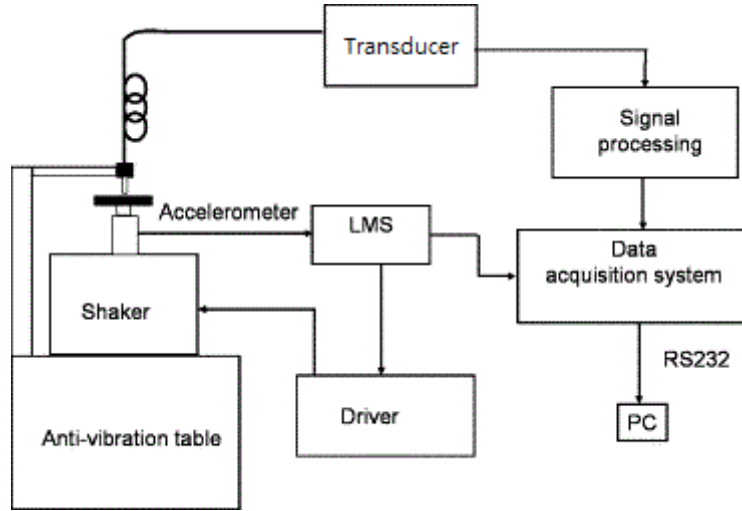 Transducer
Signal
processing
Accelerometer
LMS
Data
acquisition system
Shaker
RS232
Driver
PC
Anti-vibration table